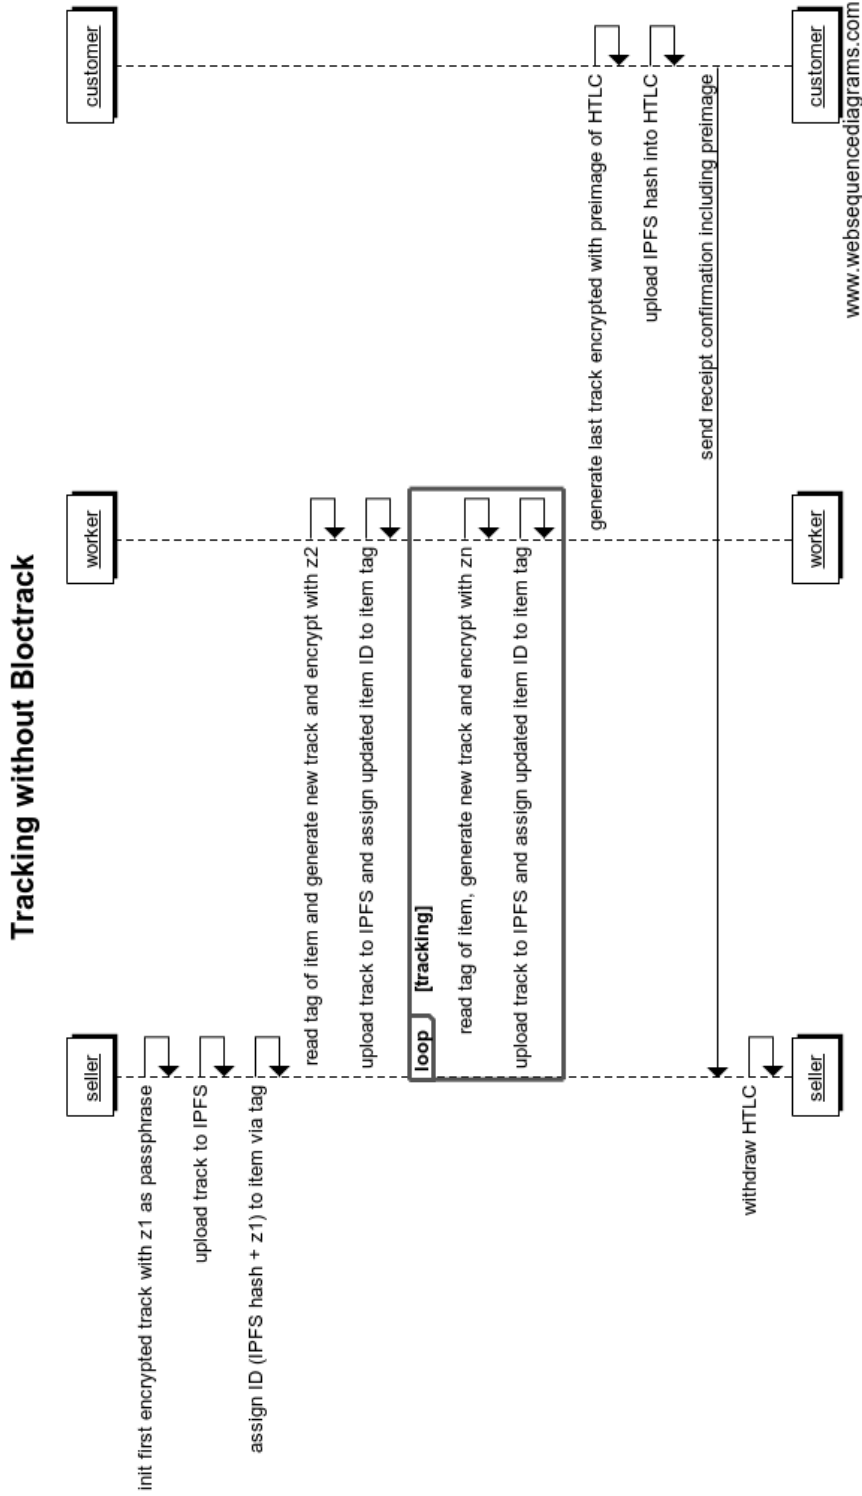 Tracking without Bloctrack
seller
worker
customer
init first encrypted track with z1 as passphrase
upload track to IPFS
assign ID (IPFS hash + z1) to item via tag
read tag of item and generate new track and encrypt with z2
upload track to IPFS and assign updated item ID to item tag
loop
[tracking]
read tag of item, generate new track and encrypt with zn
upload track to IPFS and assign updated item ID to item tag
generate last track encrypted with preimage of HTLC
upload IPFS hash into HTLC
send receipt confirmation including preimage
withdraw HTLC
seller
worker
customer
www.websequencediagrams.com